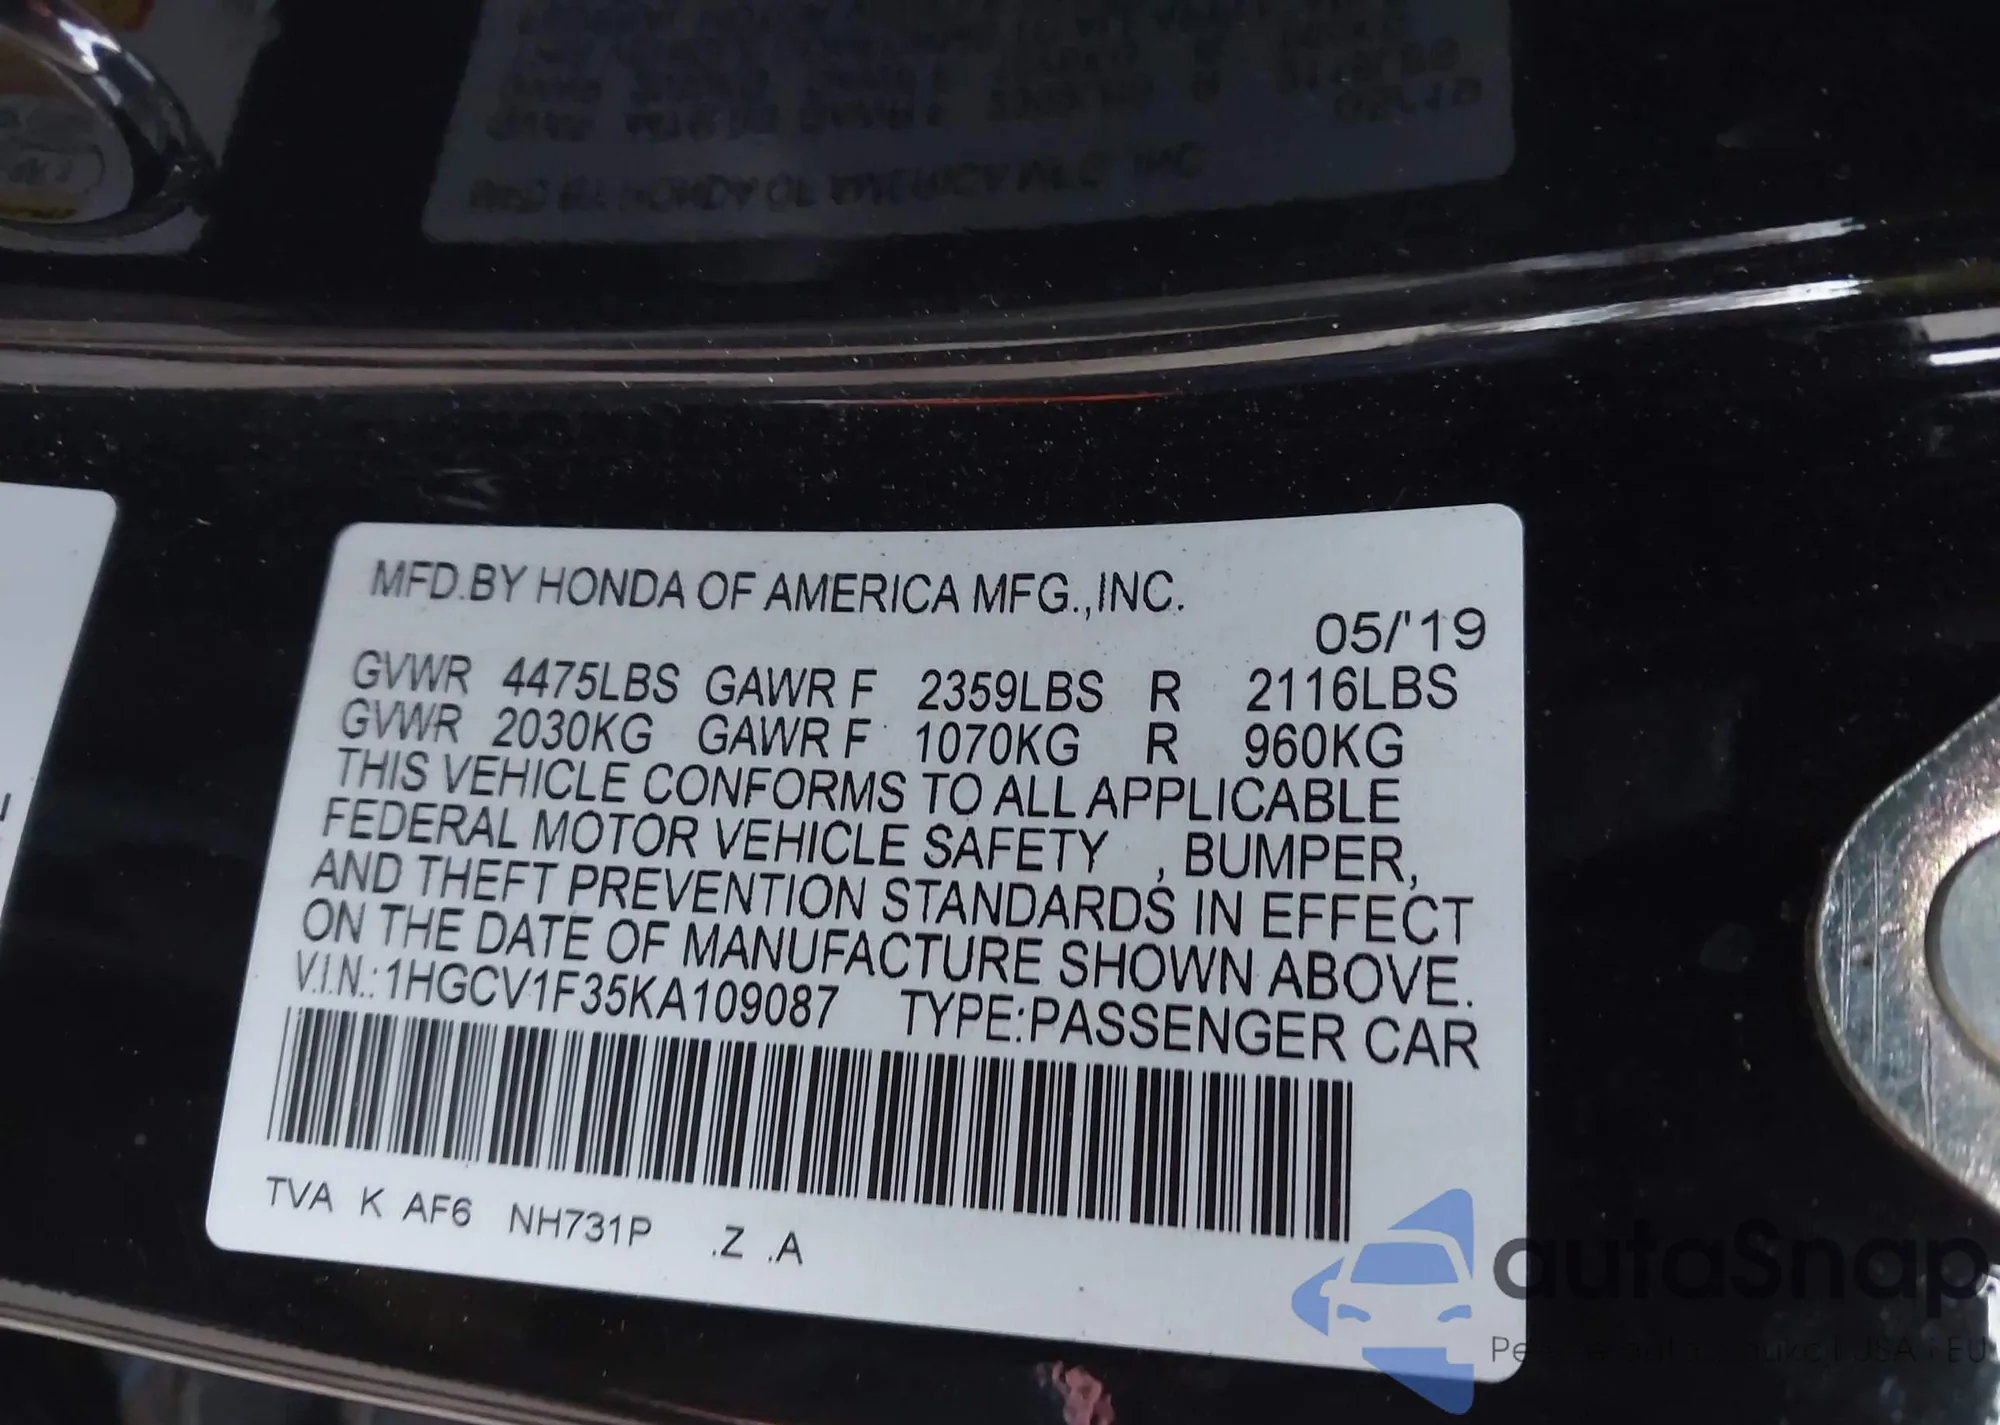 MFD.BY HONDA OF AMERICA MFG.,INC.
05/'19
GVWR 4475LBS GAWR F 2359LBS R 2116LBS
GVWR 2030KG GAWR F 1070KG R 960KG
THIS VEHICLE CONFORMS TO ALL APPLICABLE
FEDERAL MOTOR VEHICLE SAFETY , BUMPER,
AND THEFT PREVENTION STANDARDS IN EFFECT
ON THE DATE OF MANUFACTURE SHOWN ABOVE.
V.I.N.:1HGCV1F35KA109087 TYPE:PASSENGER CAR
TVA K AF6 NH731P .Z .A
autoSnap
USA i EU